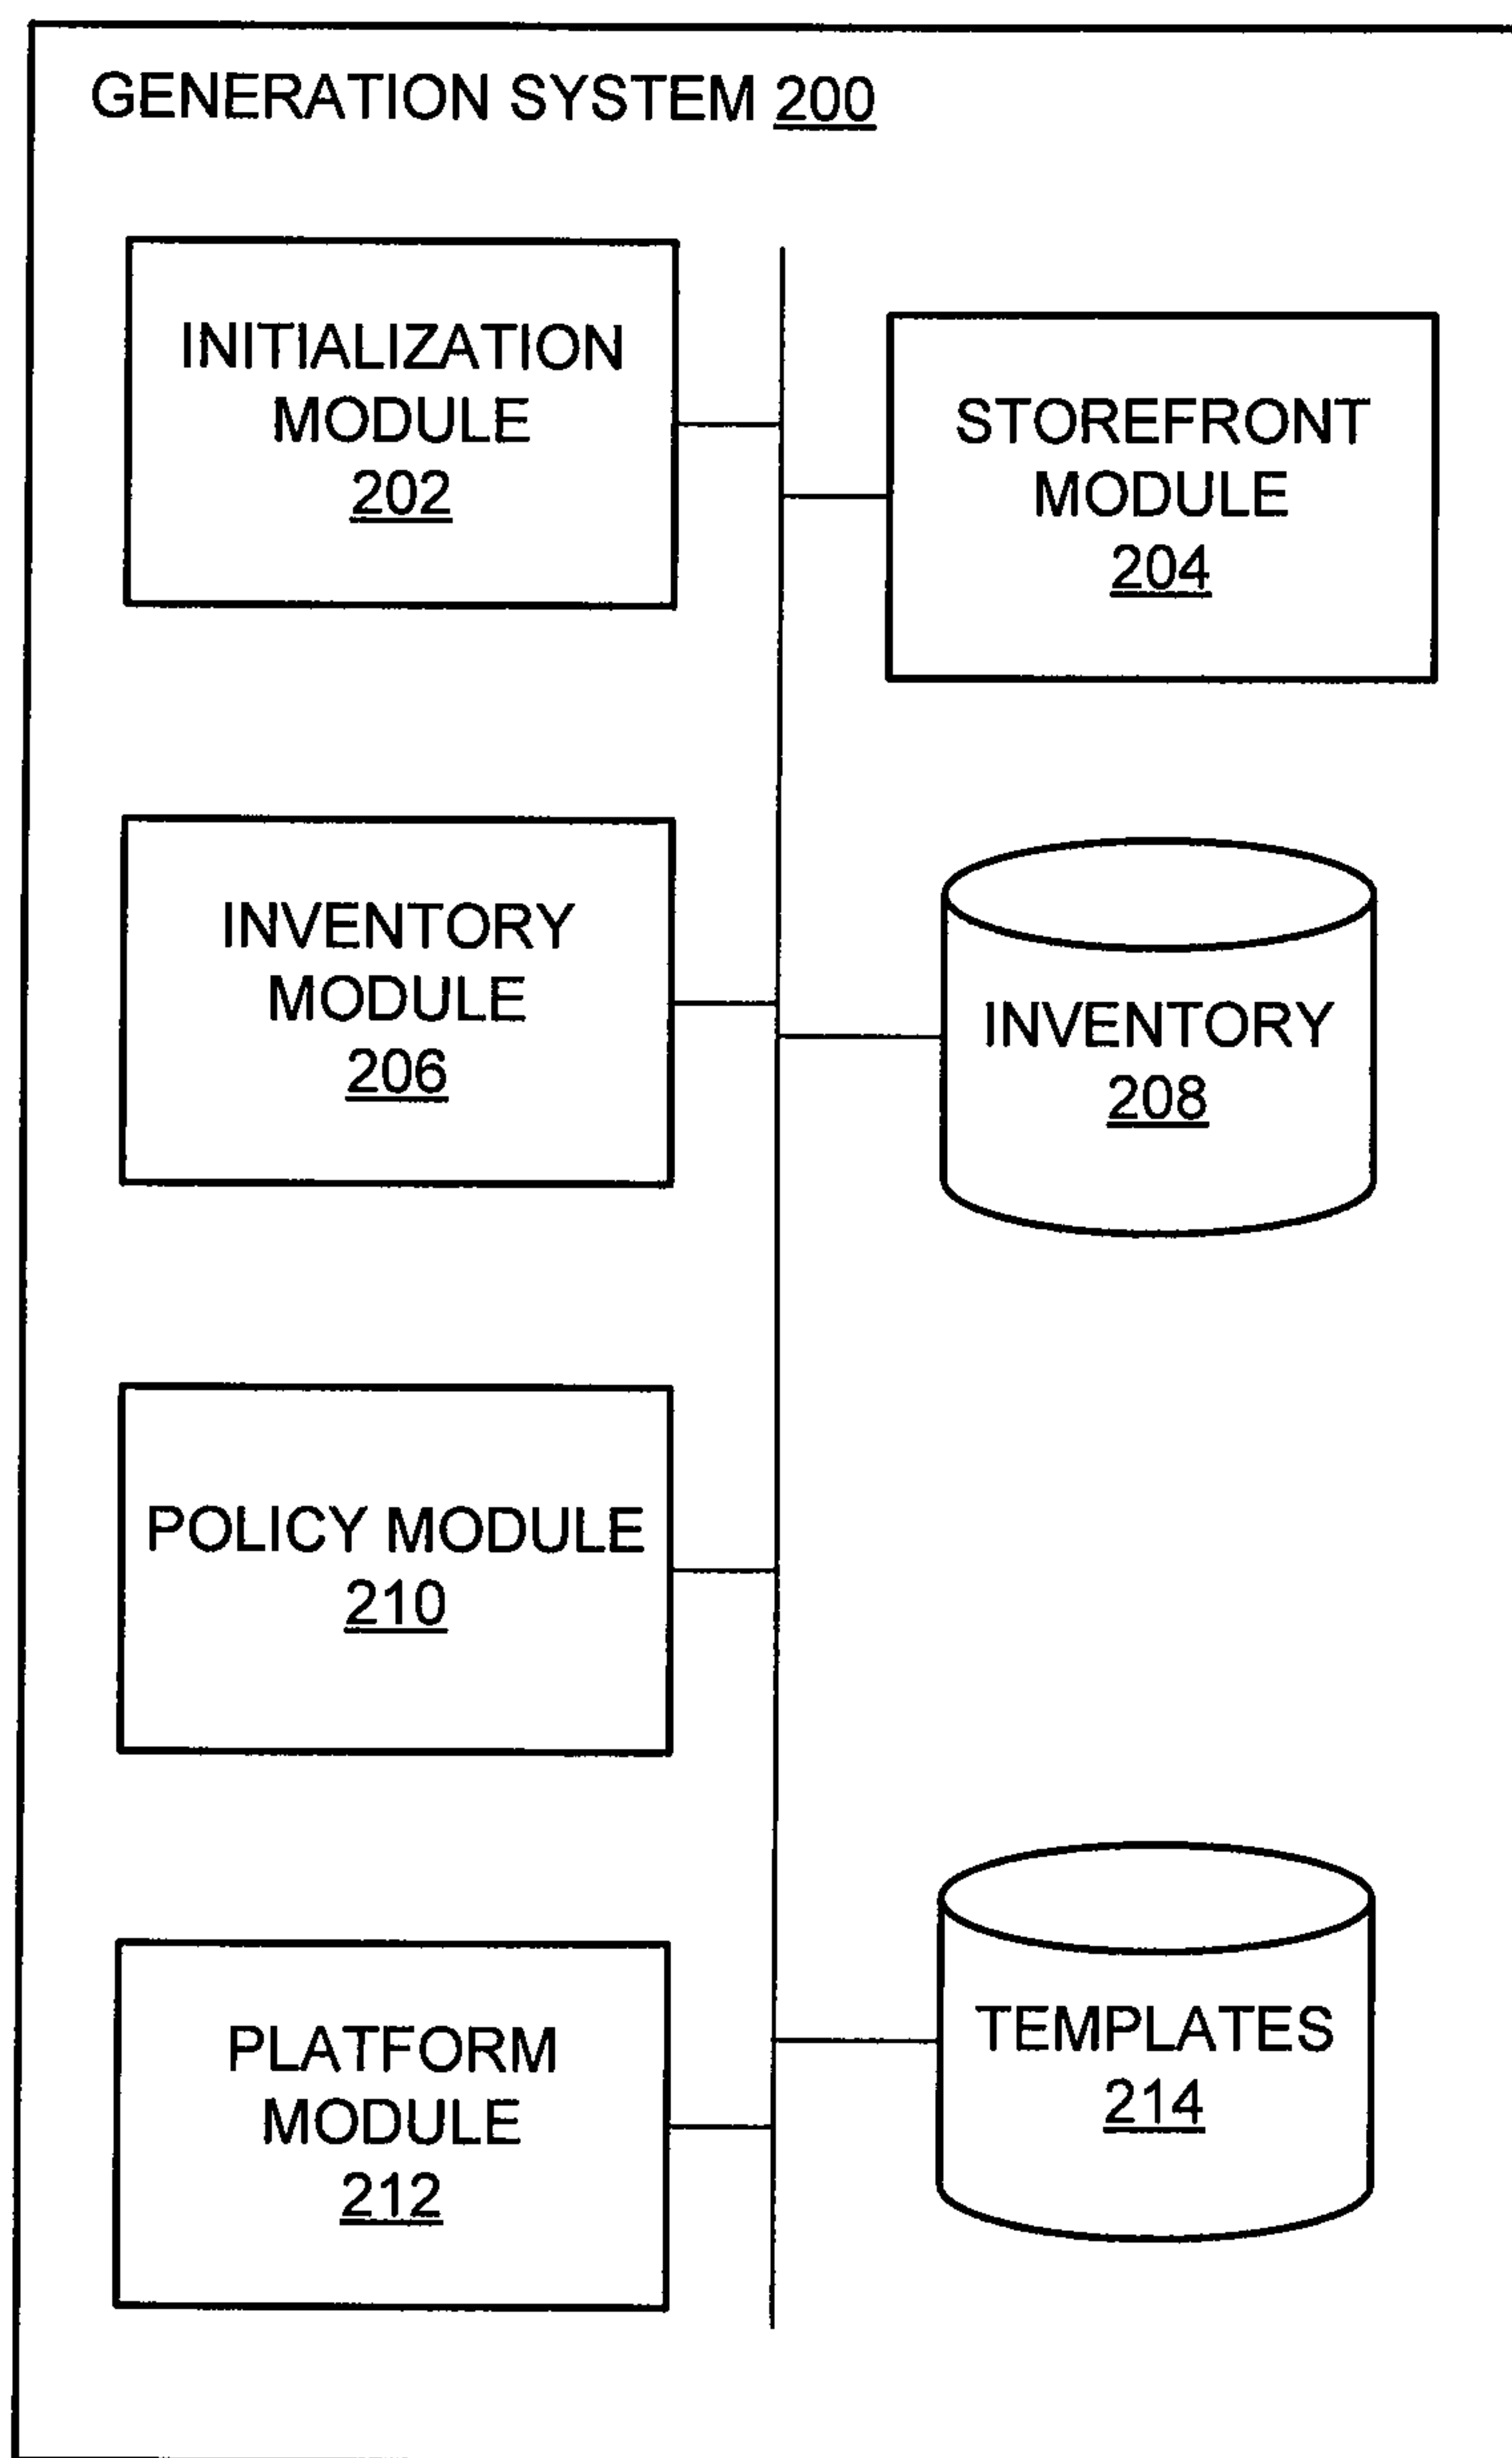 GENERATION SYSTEM 200
INITIALIZATION
MODULE
202
STOREFRONT
MODULE
204
INVENTORY
MODULE
206
INVENTORY
208
POLICY MODULE
210
PLATFORM
MODULE
212
TEMPLATES
214